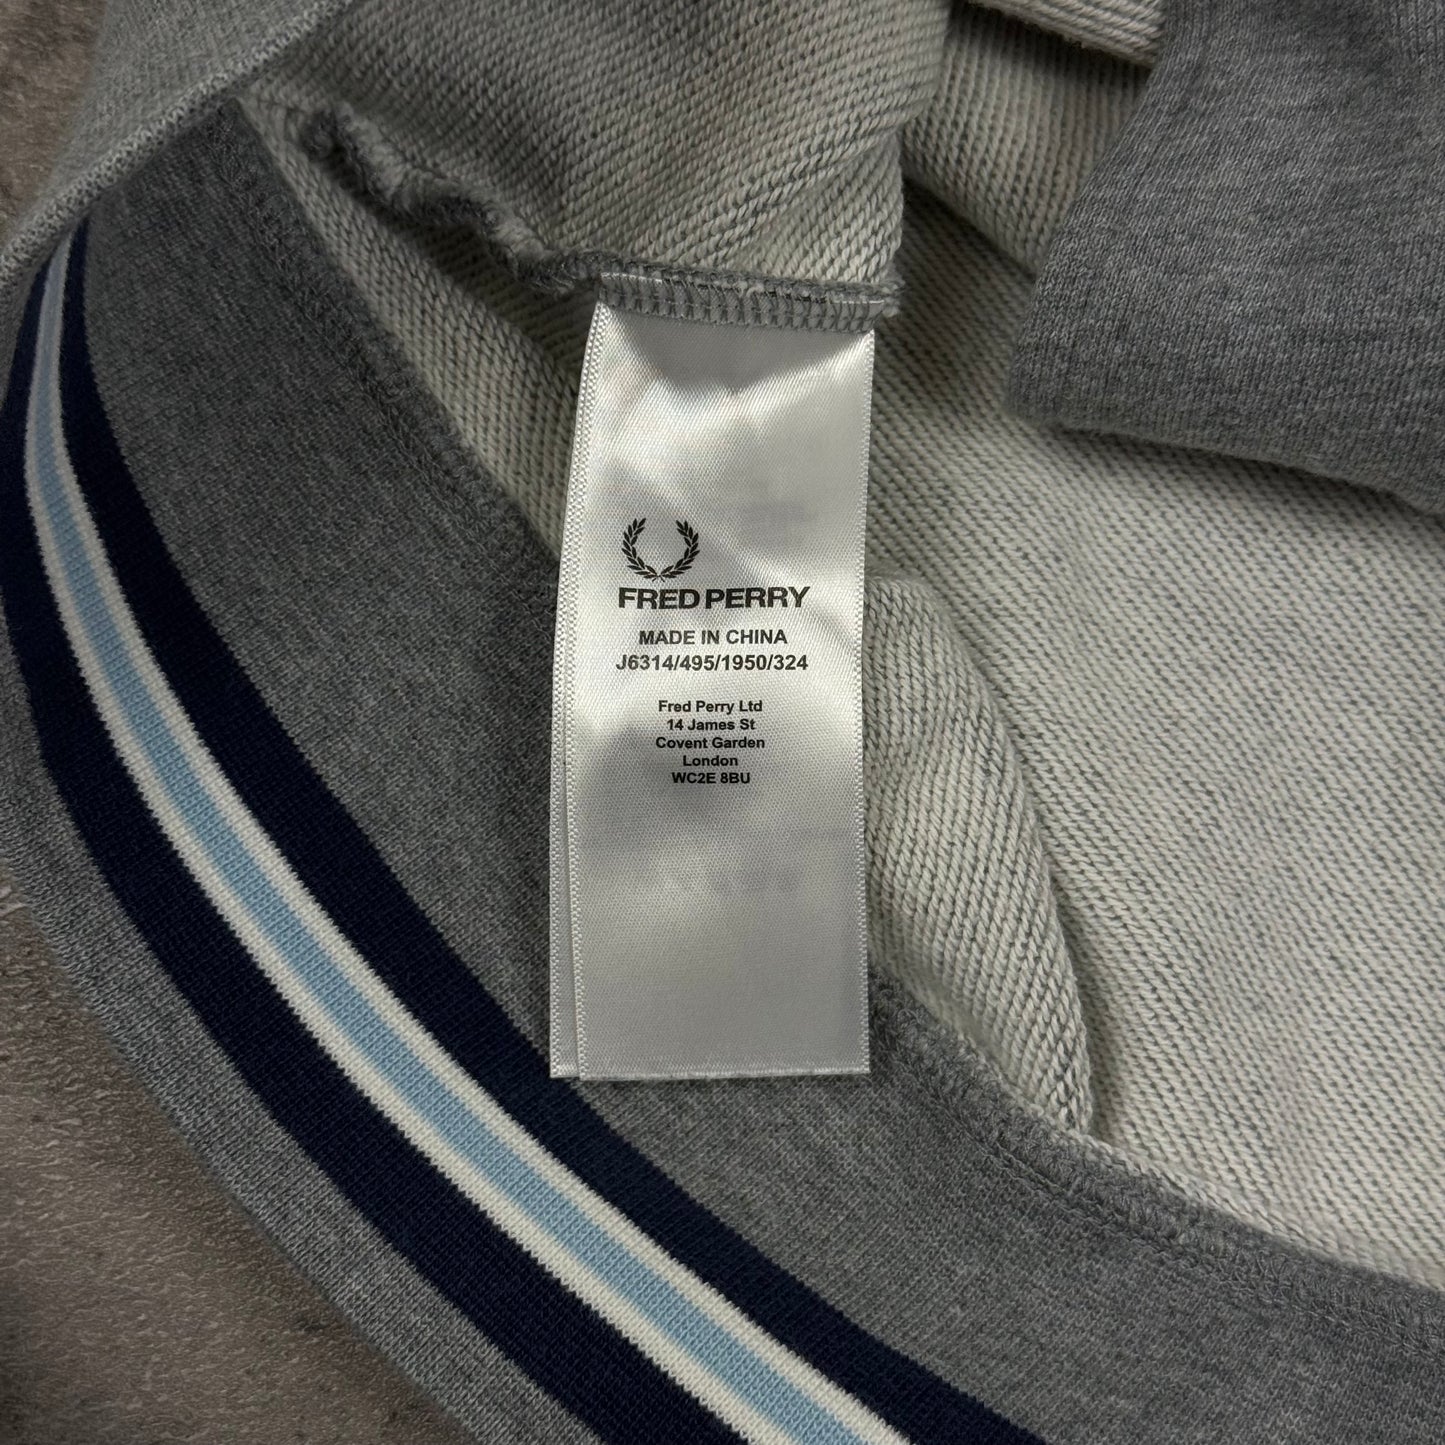 FRED PERRY
MADE IN CHINA
J6314/495/1950/324
Fred Perry Ltd
14 James St
Covent Garden
London
WC2E 8BU